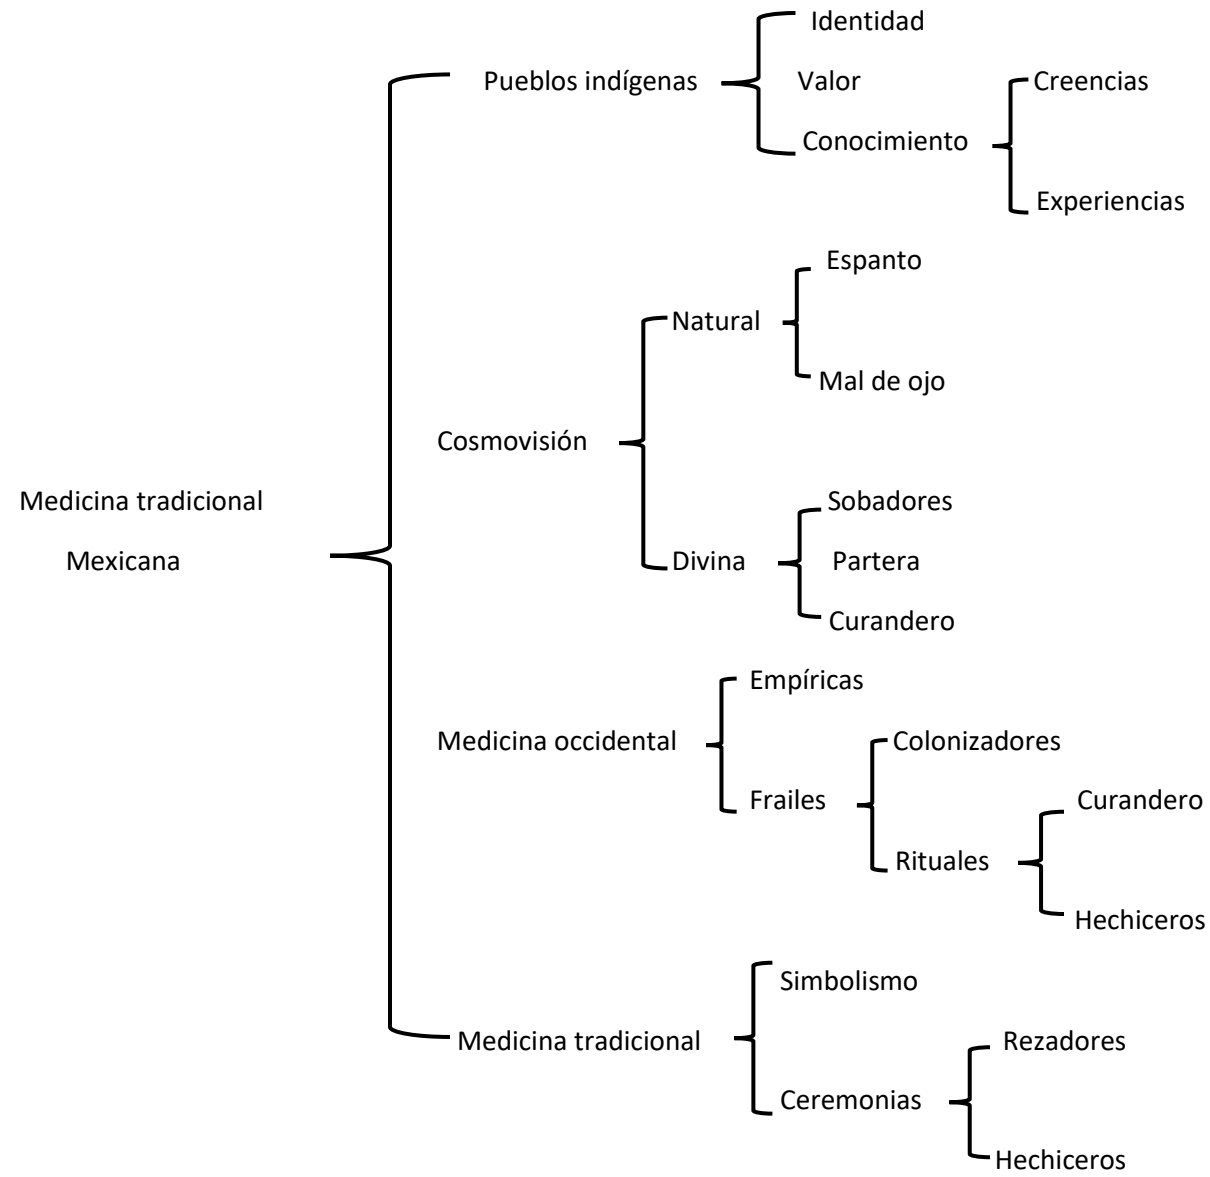 Identidad
Pueblos indígenas
Valor
Creencias
Conocimiento
Experiencias
Espanto
Natural
Mal de ojo
Cosmovisión
Medicina tradicional
Mexicana
Sobadores
Divina
Partera
Curandero
Empíricas
Medicina occidental
Colonizadores
Frailes
Curandero
Rituales
Hechiceros
Simbolismo
Medicina tradicional
Rezadores
Ceremonias
Hechiceros